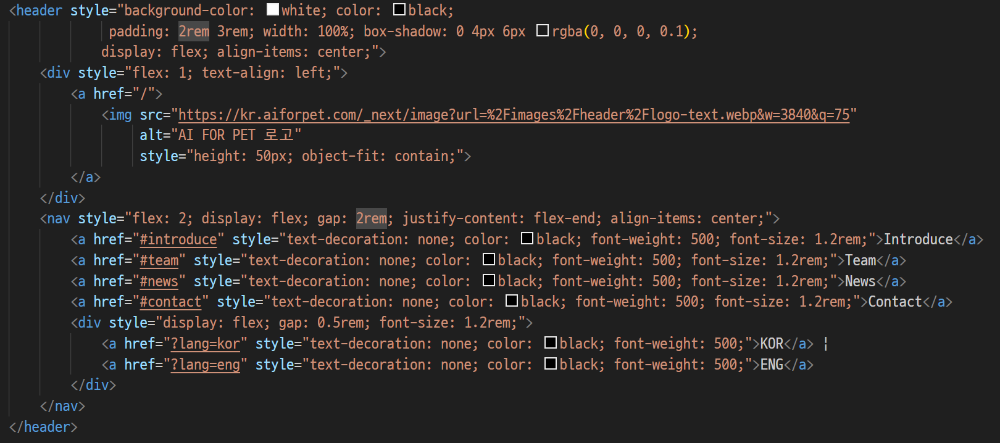 <header style="background-color: white; color: black;
padding: 2rem 3rem; width: 100%; box-shadow: 0 4px 6px rgba(0, 0, 0, 0.1);
display: flex; align-items: center;">
<div style="flex: 1; text-align: left;">
<a href="/">
<img src="https://kr.aiforpet.com/_next/image?url=%2Fimages%2Fheader%2Flogo-text.webp&w=3840&q=75"
alt="AI FOR PET 로고"
style="height: 50px; object-fit: contain;">
</a>
</div>
<nav style="flex: 2; display: flex; gap: 2rem; justify-content: flex-end; align-items: center;">
<a href="#introduce" style="text-decoration: none; color: black; font-weight: 500; font-size: 1.2rem;">Introduce</a>
<a href="#team" style="text-decoration: none; color: black; font-weight: 500; font-size: 1.2rem;">Team</a>
<a href="#news" style="text-decoration: none; color: black; font-weight: 500; font-size: 1.2rem;">News</a>
<a href="#contact" style="text-decoration: none; color: black; font-weight: 500; font-size: 1.2rem;">Contact</a>
<div style="display: flex; gap: 0.5rem; font-size: 1.2rem;">
<a href="?lang=kor" style="text-decoration: none; color: black; font-weight: 500;">KOR</a> ¦
<a href="?lang=eng" style="text-decoration: none; color: black; font-weight: 500;">ENG</a>
</div>
</nav>
</header>